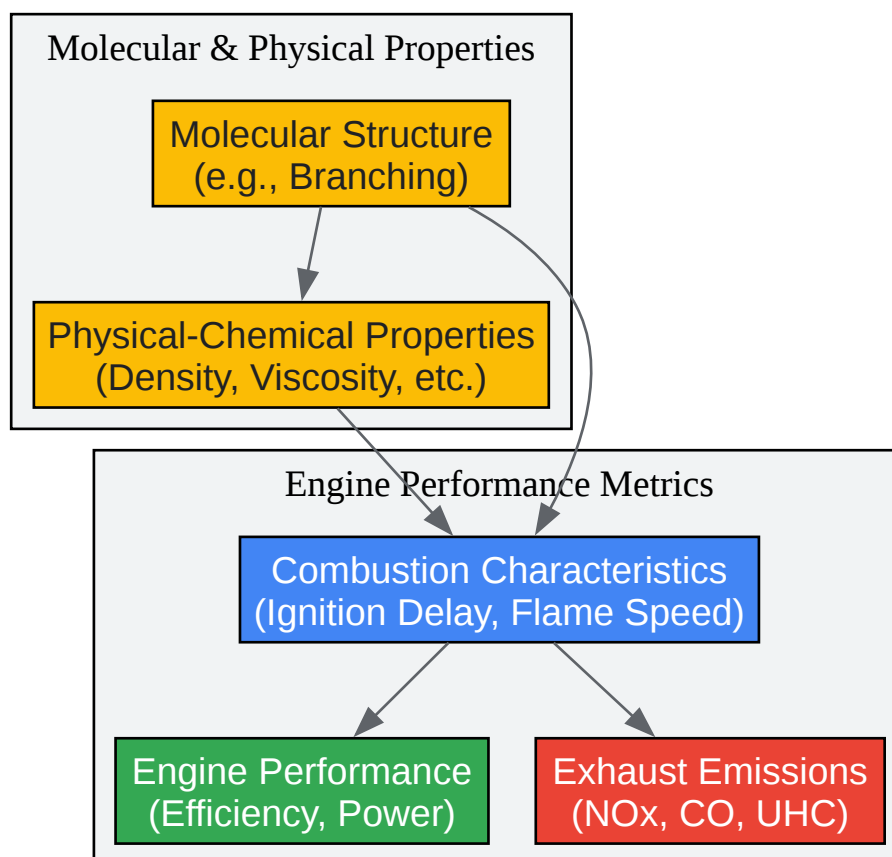 Molecular & Physical Properties
Molecular Structure
(e.g., Branching)
Physical-Chemical Properties
(Density, Viscosity, etc.)
Engine Performance Metrics
Combustion Characteristics
(Ignition Delay, Flame Speed)
Engine Performance
(Efficiency, Power)
Exhaust Emissions
(NOx, CO, UHC)